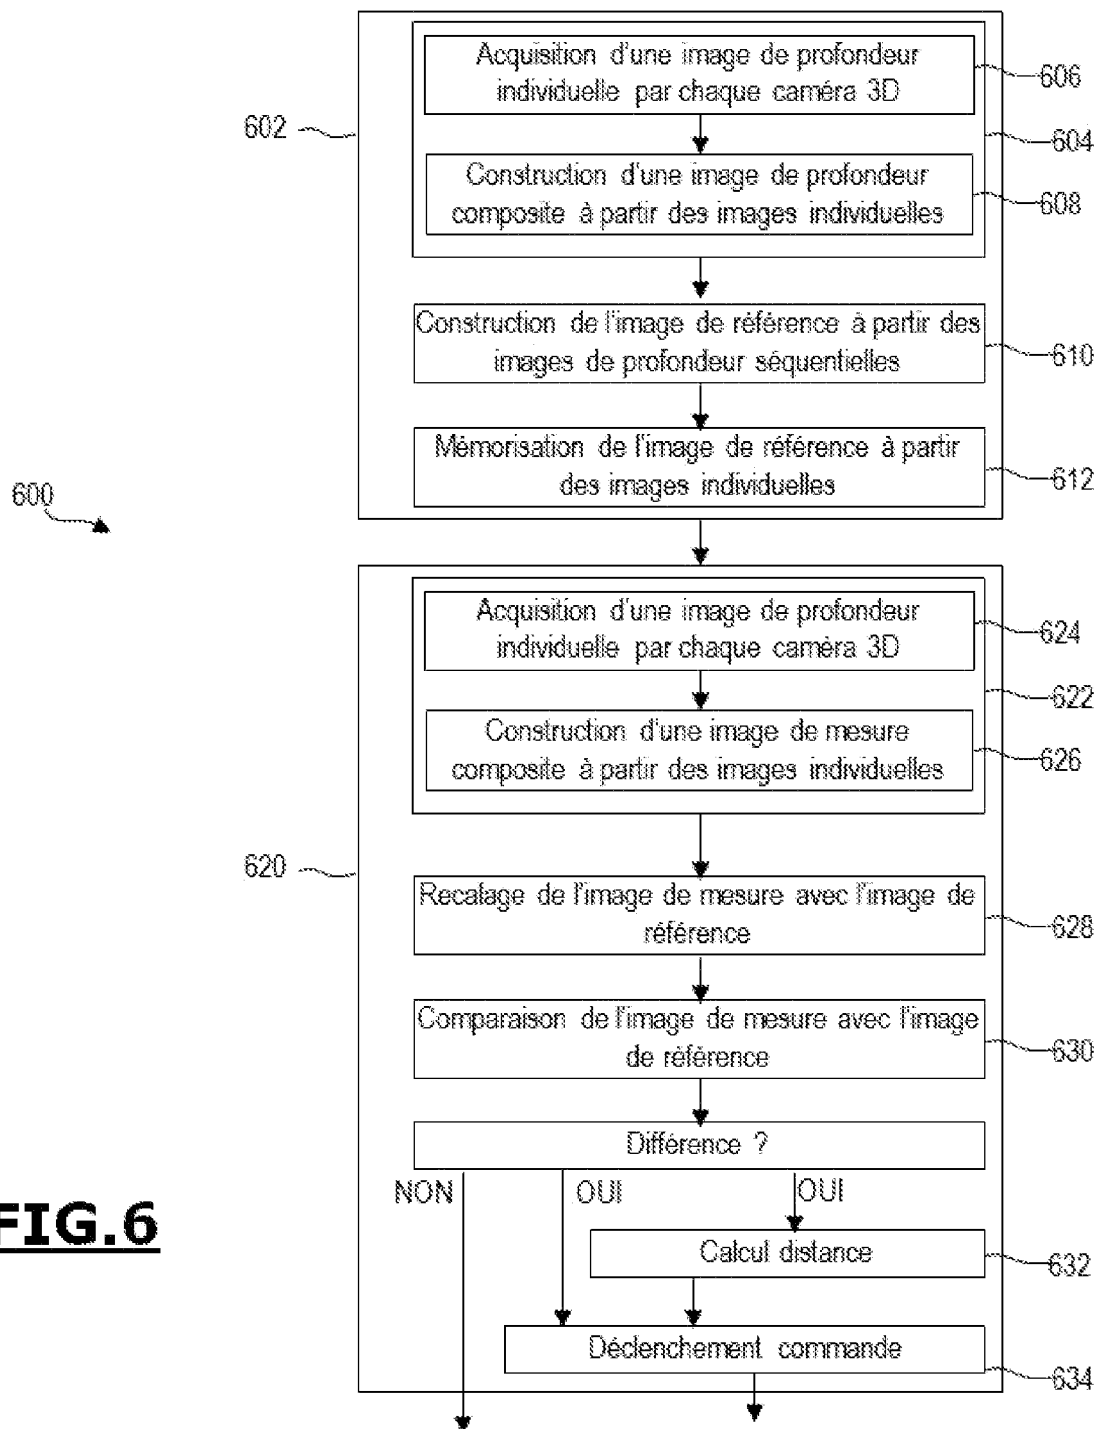 Acquisition d'une image de profondeur
individuelle par chaque caméra 3D
606
602
604
Construction d'une image de profondeur
composite à partir des images individuelles
608
Construction de l'image de référence à partir des
images de profondeur séquentielles
610
Mémorisation de l'image de référence à partir
des images individuelles
612
600
Acquisition d'une image de profondeur
individuelle par chaque caméra 3D
624
622
Construction d'une image de mesure
composite à partir des images individuelles
626
620
Recalage de l'image de mesure avec l'image de
référence
628
Comparaison de l'image de mesure avec l'image
de référence
630
Différence ?
NON
OUI
OUI
FIG.6
Calcul distance
632
Déclenchement commande
634